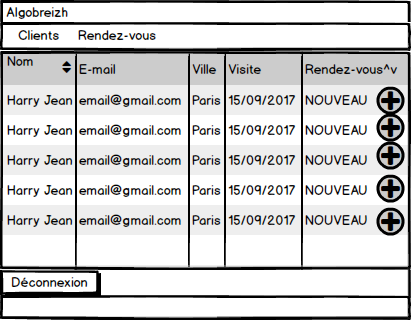 Algobreizh
Clients Rendez-vous
Nom E-mail Ville Visite Rendez-vous^v
Harry Jean email@gmail.com Paris 15/09/2017 NOUVEAU
Harry Jean email@gmail.com Paris 15/09/2017 NOUVEAU
Harry Jean email@gmail.com Paris 15/09/2017 NOUVEAU
Harry Jean email@gmail.com Paris 15/09/2017 NOUVEAU
Harry Jean email@gmail.com Paris 15/09/2017 NOUVEAU
Déconnexion